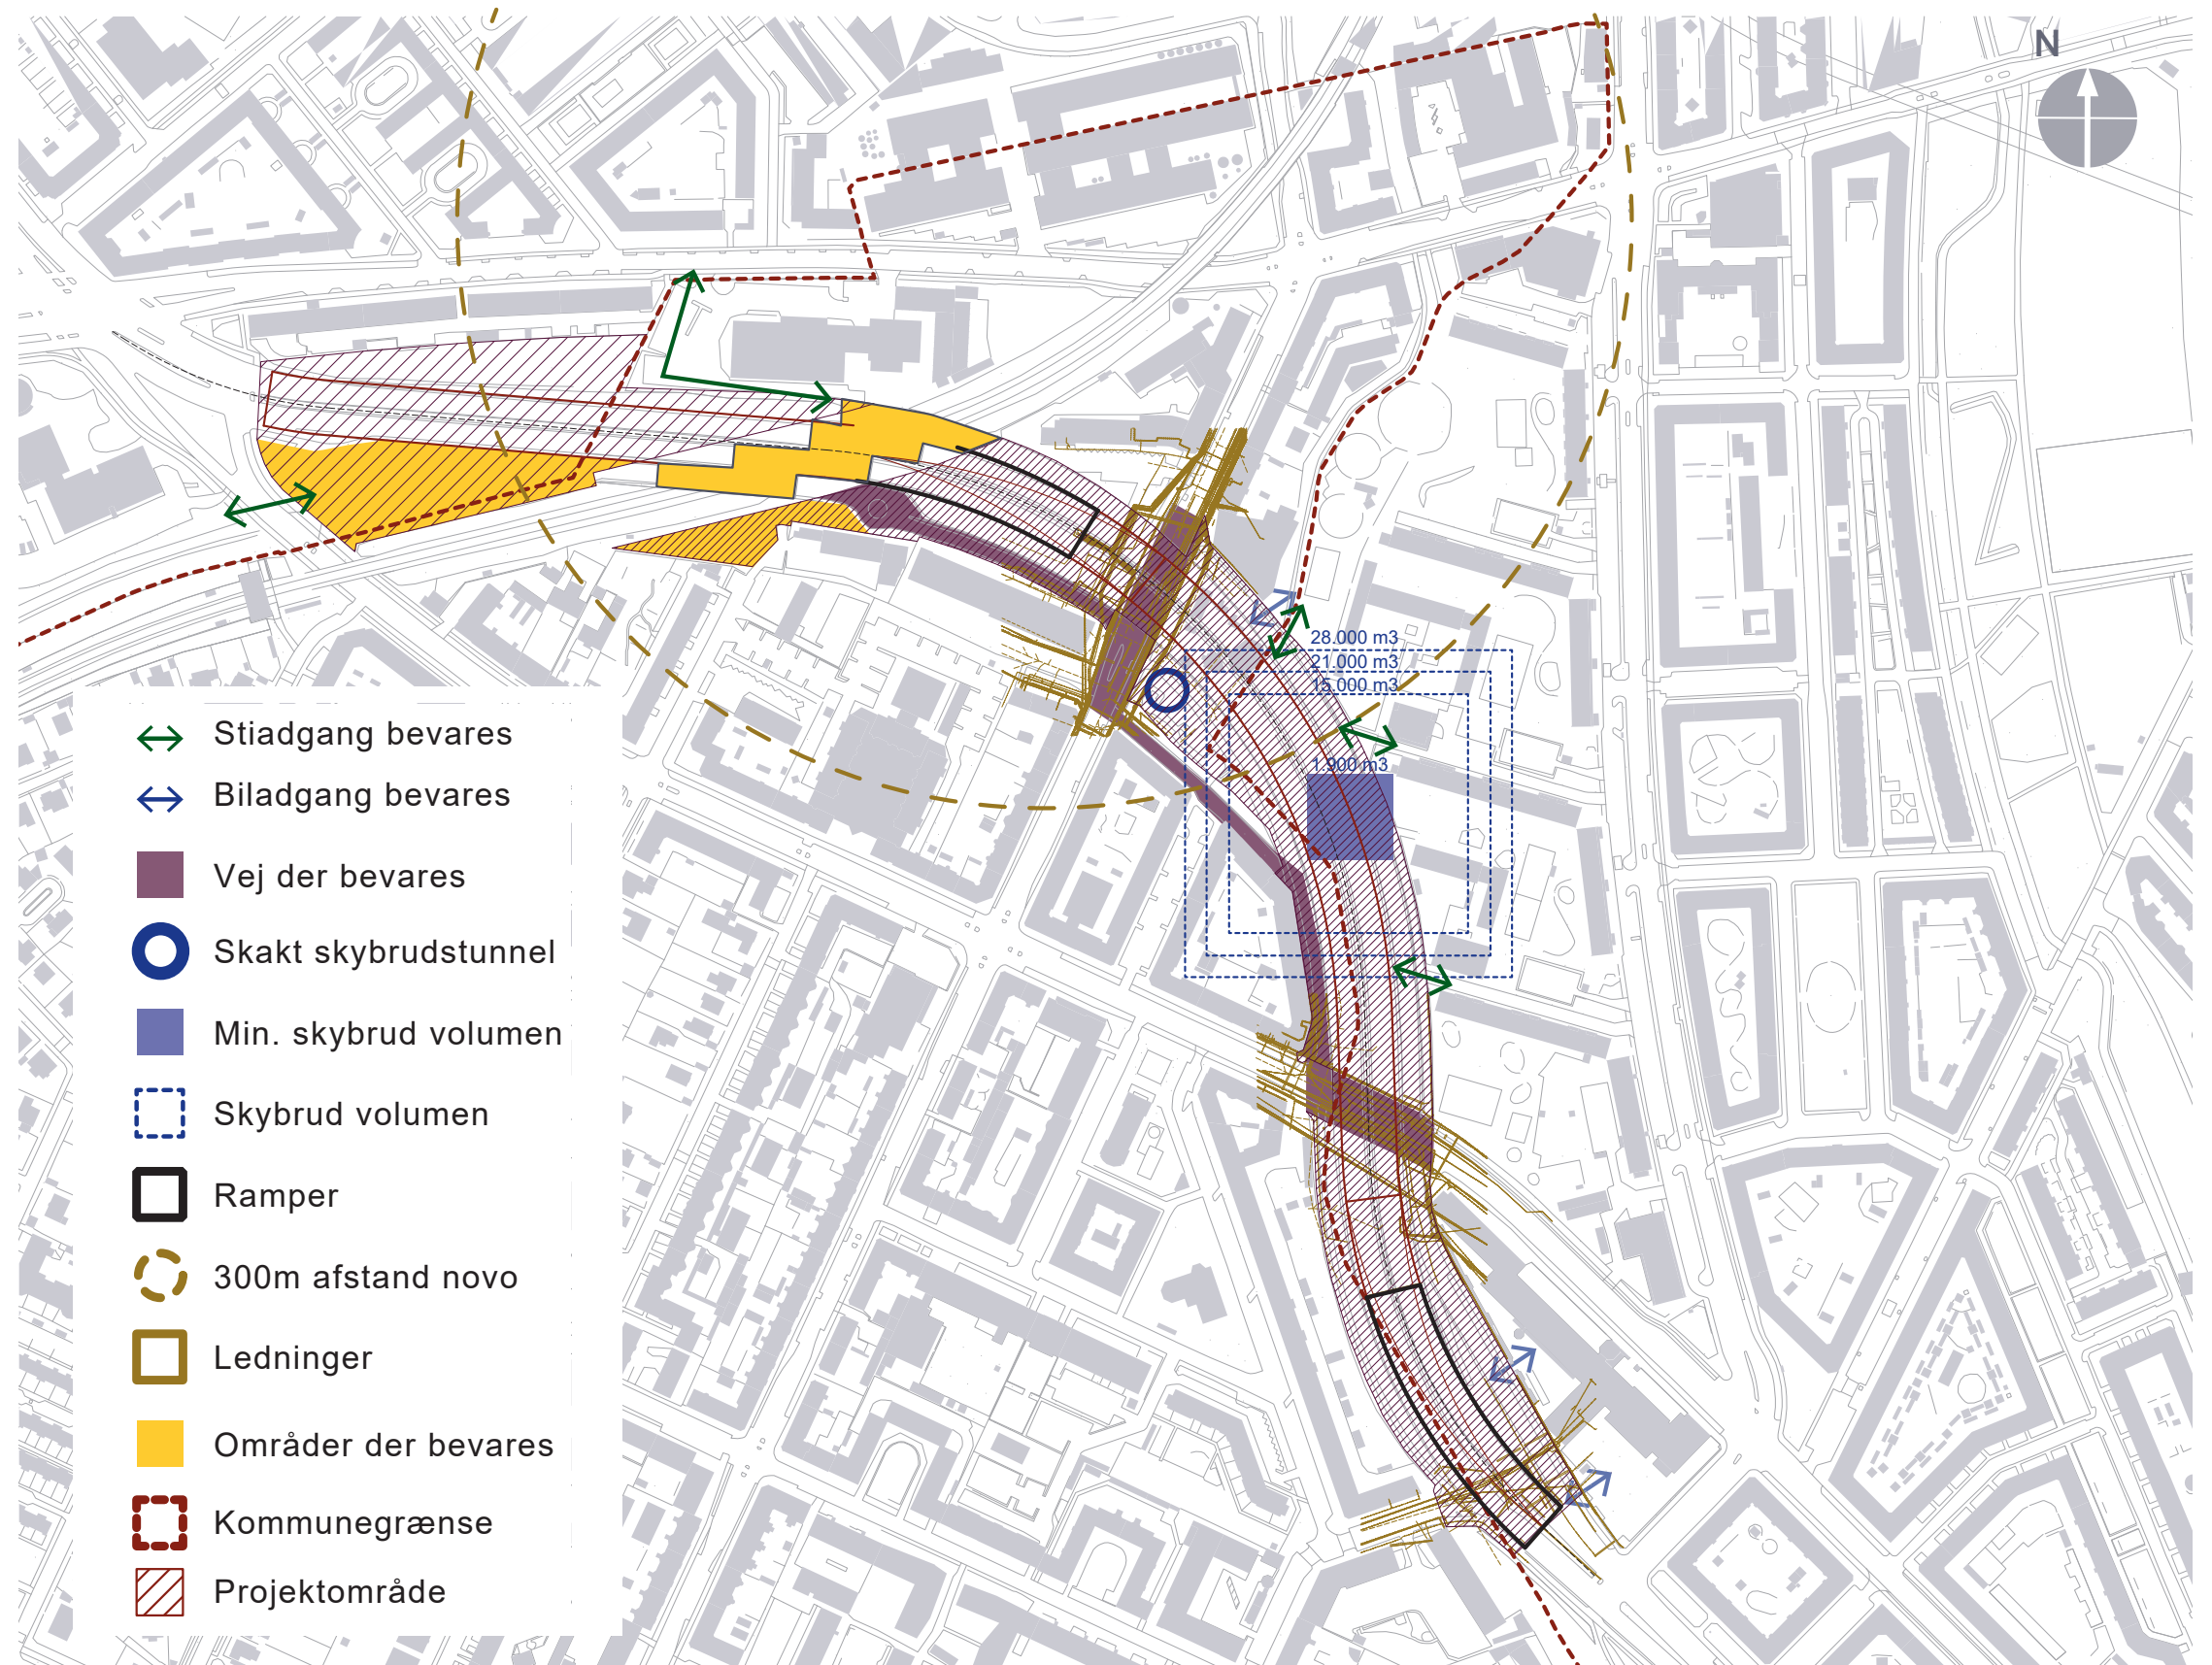 N
28.000 m3
21.000 m3
15.000 m3
1.900 m3
Stiadgang bevares
Biladgang bevares
Vej der bevares
Skakt skybrudstunnel
Min. skybrud volumen
Skybrud volumen
Ramper
300m afstand novo
Ledninger
Områder der bevares
Kommunegrænse
Projektområde